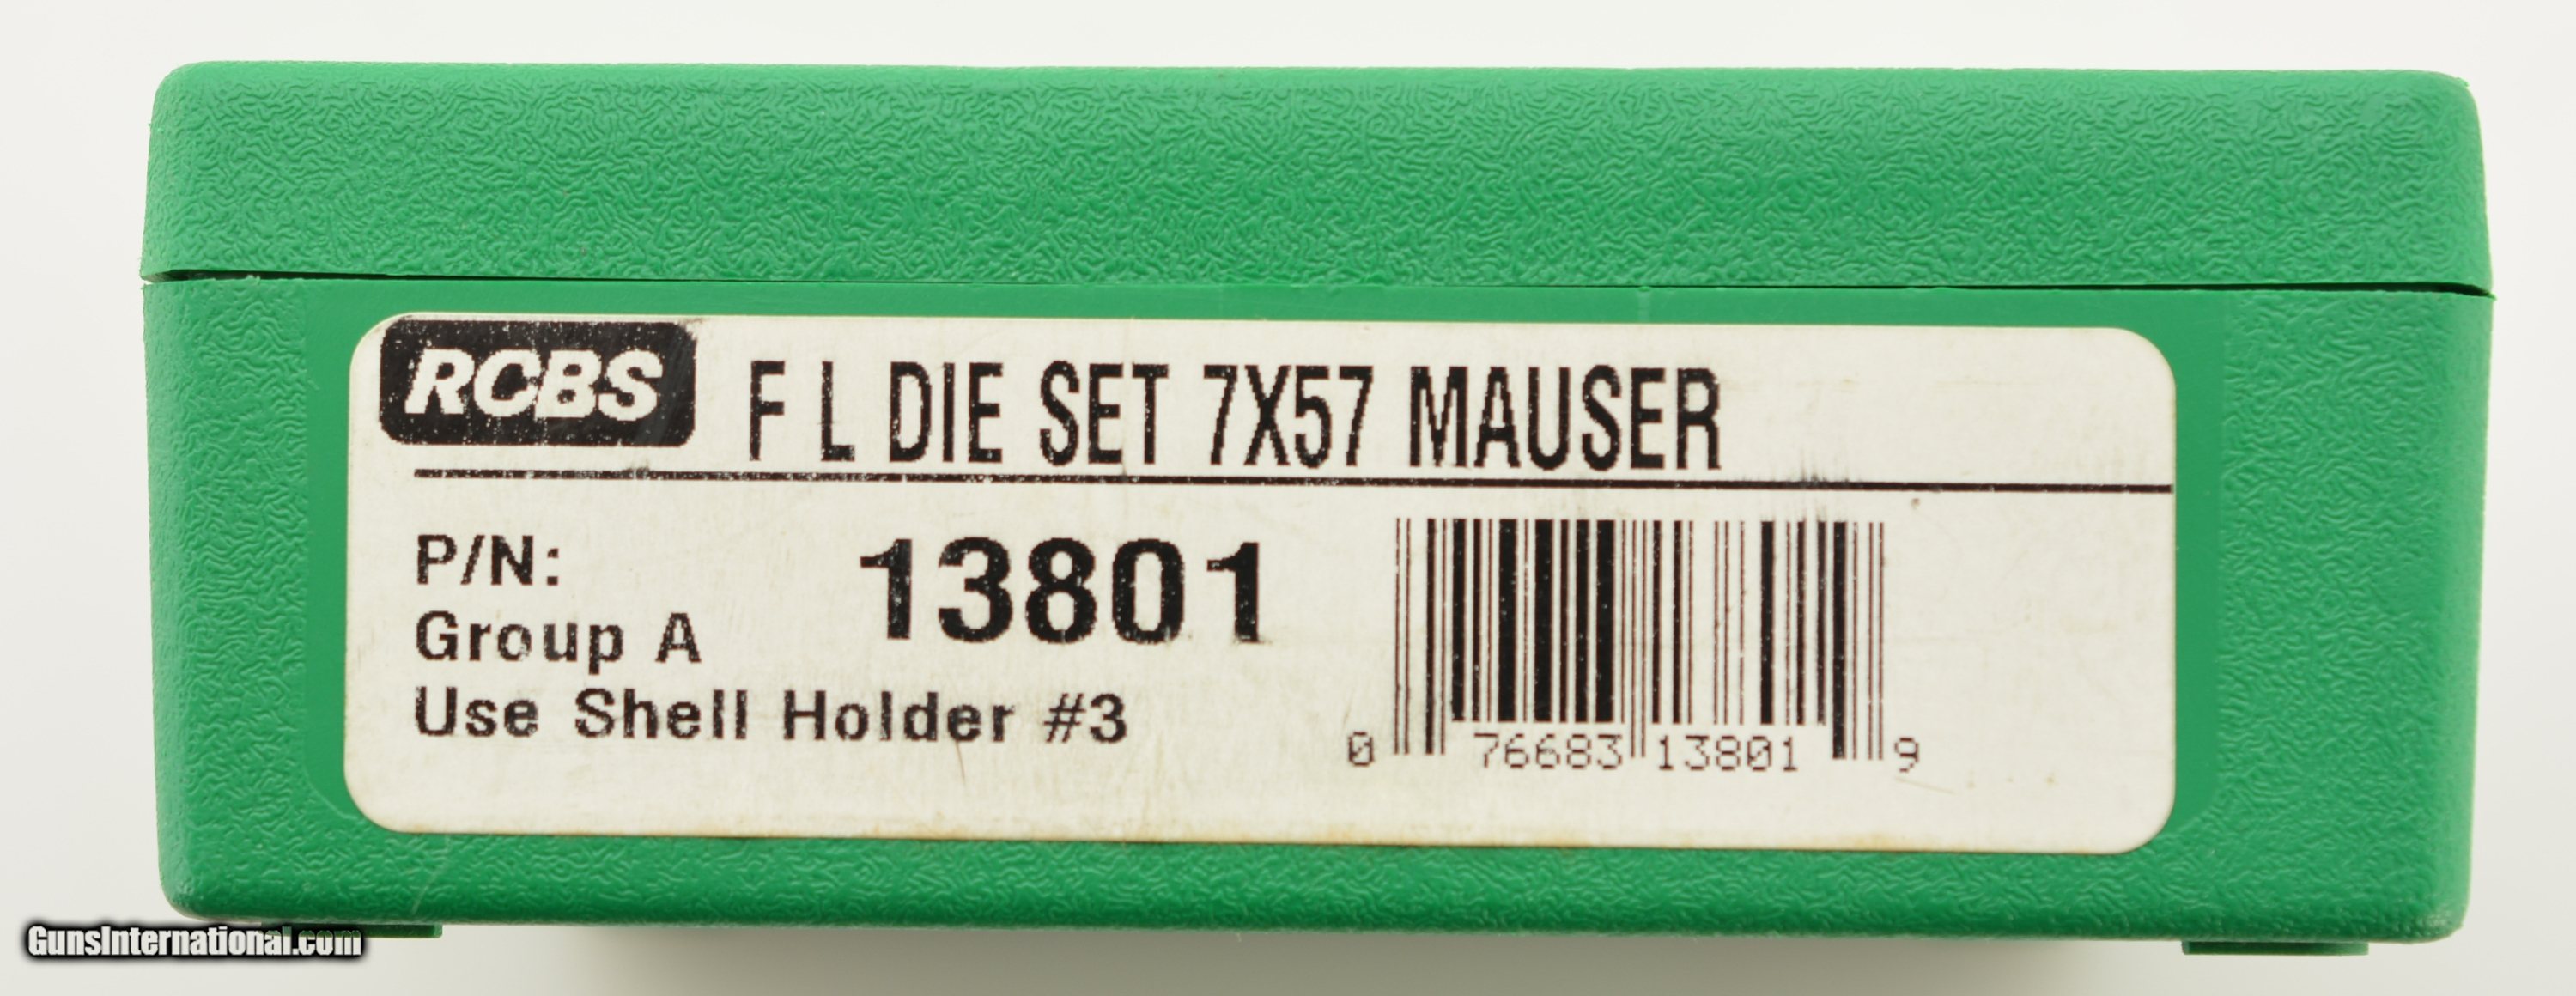 RCBS F L DIE SET 7X57 MAUSER
P/N: 13801
Group A
Use Shell Holder #3
0 76683 13801 9
GunsInternational.com